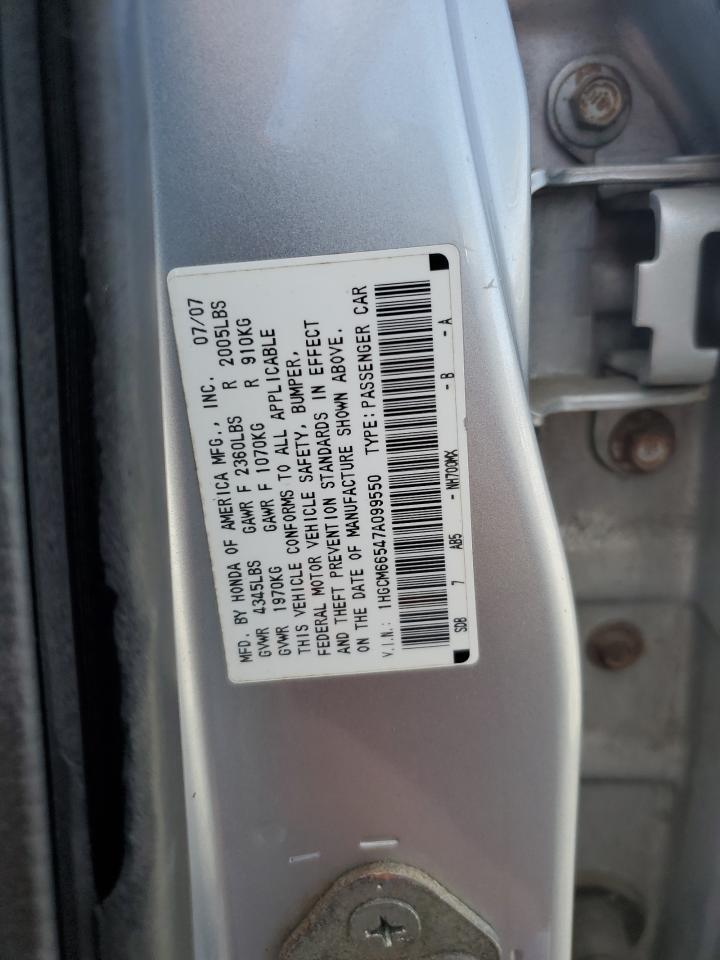 MFD. BY HONDA OF AMERICA MFG., INC. 07/07
GVWR 4345LBS GAWR F 2360LBS R 2005LBS
GVWR 1970KG GAWR F 1070KG R 910KG
THIS VEHICLE CONFORMS TO ALL APPLICABLE
FEDERAL MOTOR VEHICLE SAFETY, BUMPER,
AND THEFT PREVENTION STANDARDS IN EFFECT
ON THE DATE OF MANUFACTURE SHOWN ABOVE.
V.I.N.: 1HGCM66547A099550 TYPE: PASSENGER CAR
SDB 7 AB5 - NH700MX - B - A